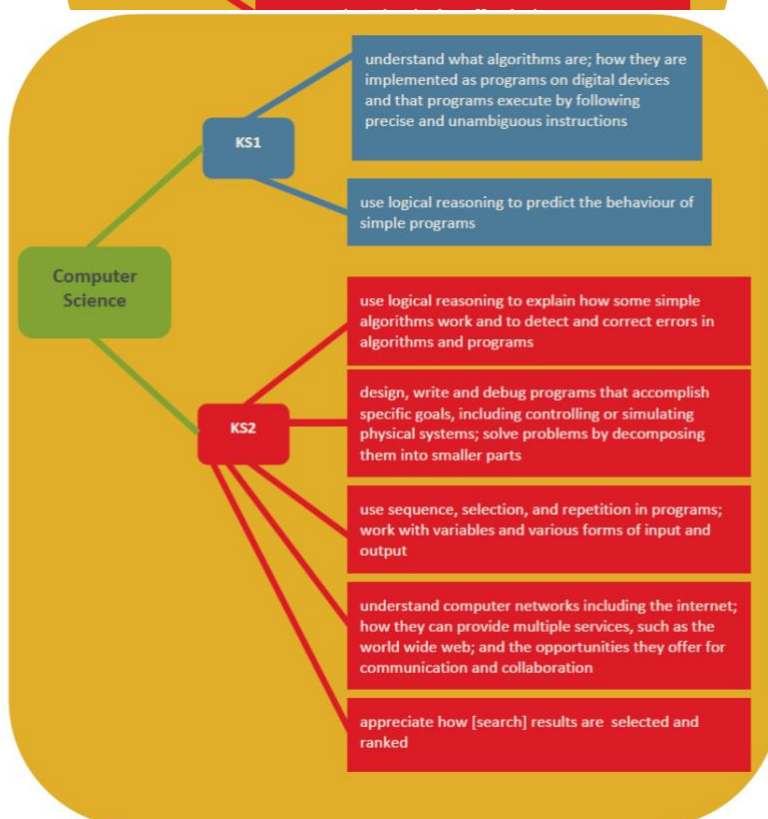 understand what algorithms are; how they are
implemented as programs on digital devices
and that programs execute by following
precise and unambiguous instructions
KS1
use logical reasoning to predict the behaviour of
simple programs
Computer
Science
use logical reasoning to explain how some simple
algorithms work and to detect and correct errors in
algorithms and programs
design, write and debug programs that accomplish
specific goals, including controlling or simulating
physical systems; solve problems by decomposing
them into smaller parts
KS2
use sequence, selection, and repetition in programs;
work with variables and various forms of input and
output
understand computer networks including the internet;
how they can provide multiple services, such as the
world wide web; and the opportunities they offer for
communication and collaboration
appreciate how [search] results are selected and
ranked